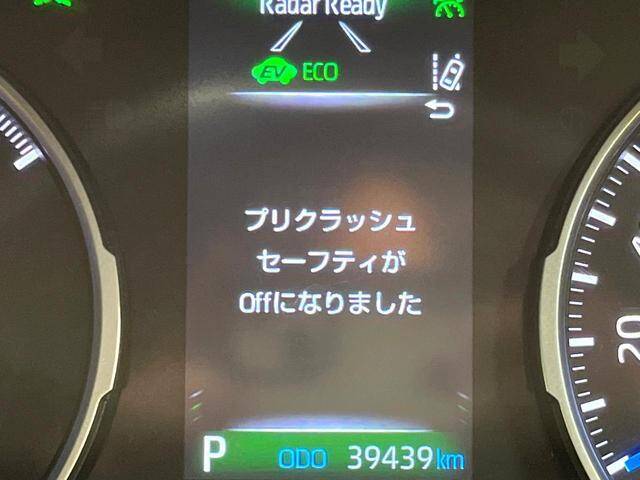 Radar Ready
EV ECO
プリクラッシュ
セーフティが
Offになりました
20
P ODO 39439km